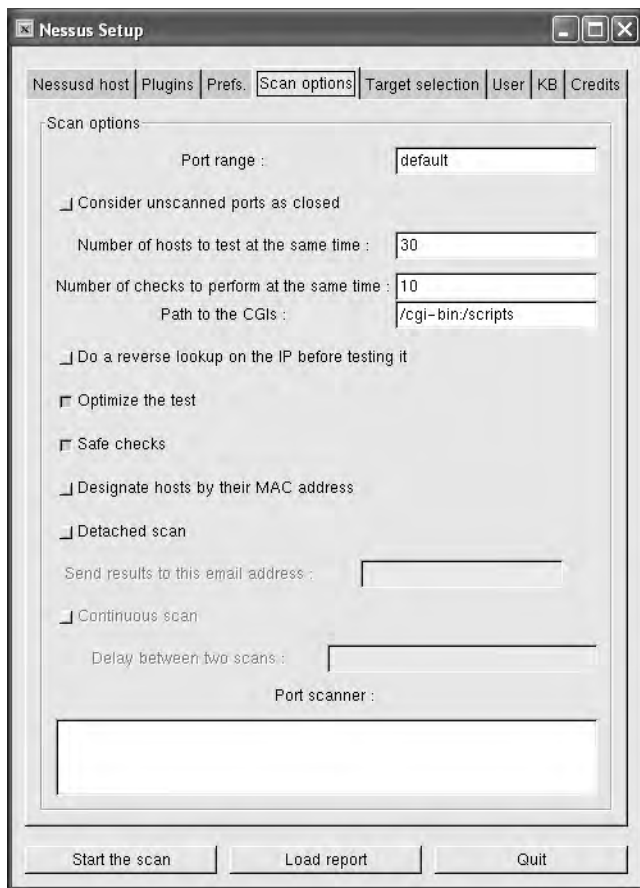 Nessus Setup
Nessusd host Plugins Prefs. Scan options Target selection User KB Credits
Scan options
Port range : default
Consider unscanned ports as closed
Number of hosts to test at the same time : 30
Number of checks to perform at the same time : 10
Path to the CGIs : /cgi-bin:/scripts
Do a reverse lookup on the IP before testing it
Optimize the test
Safe checks
Designate hosts by their MAC address
Detached scan
Send results to this email address :
Continuous scan
Delay between two scans :
Port scanner :
Start the scan Load report Quit